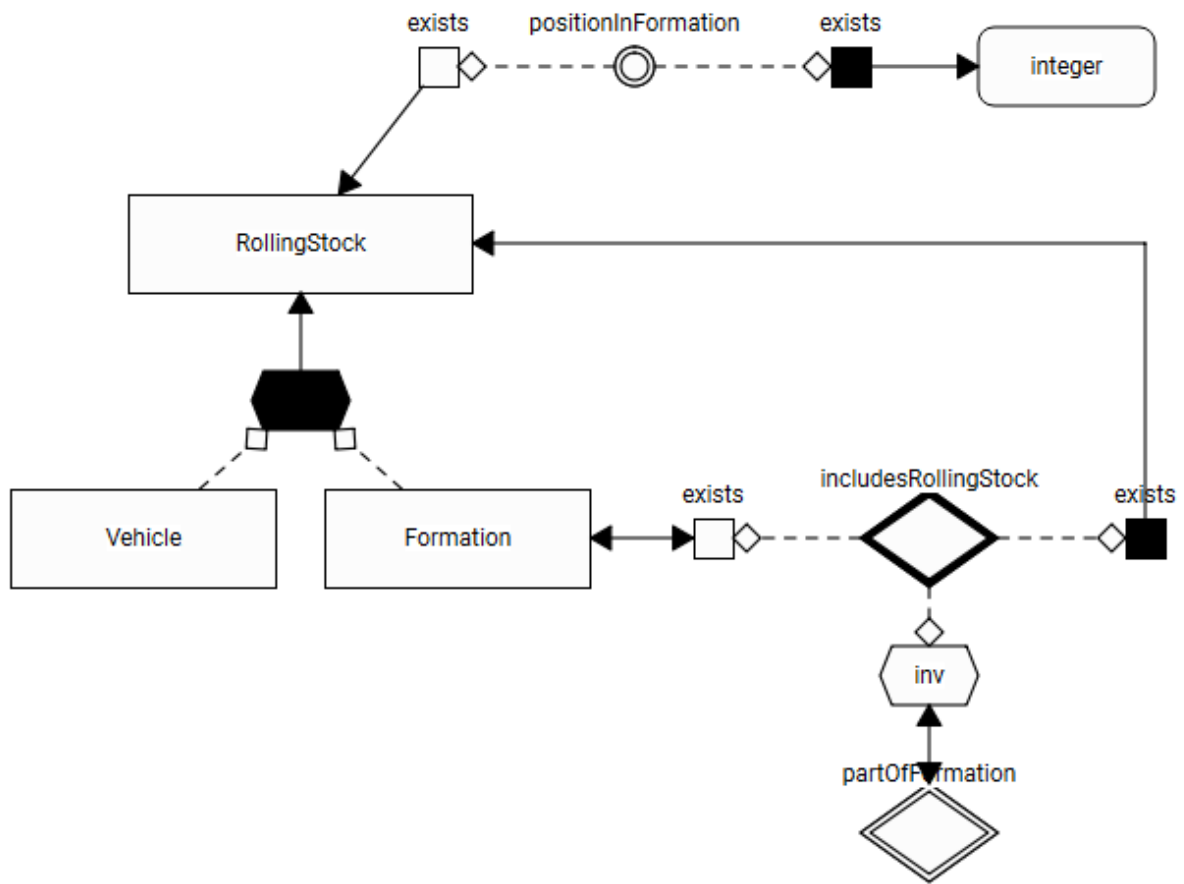 exists
positionInFormation
exists
integer
RollingStock
Vehicle
Formation
exists
includesRollingStock
exists
inv
partOfFormation